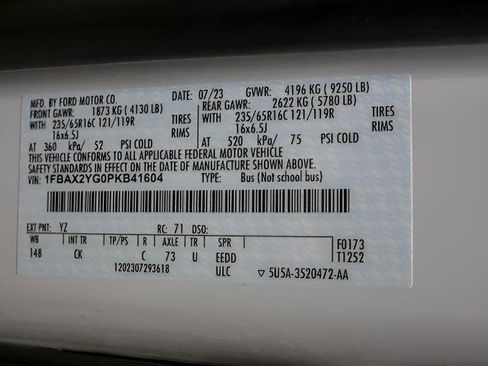 MFD. BY FORD MOTOR CO. DATE: 07/23 GVWR: 4196 KG ( 9250 LB)
FRONT GAWR: 1873 KG ( 4130 LB) REAR GAWR: 2622 KG ( 5780 LB)
WITH 235/65R16C 121/119R TIRES WITH 235/65R16C 121/119R TIRES
16x6.5J RIMS 16x6.5J RIMS
AT 360 kPa/ 52 PSI COLD AT 520 kPa/ 75 PSI COLD
THIS VEHICLE CONFORMS TO ALL APPLICABLE FEDERAL MOTOR VEHICLE
SAFETY STANDARDS IN EFFECT ON THE DATE OF MANUFACTURE SHOWN ABOVE.
VIN: 1FBAX2YG0PKB41604 TYPE: Bus (Not school bus)
EXT PNT: YZ RC: 71 DSO:
WB INT TR TP/PS R AXLE TR SPR F0173
148 CK C 73 U EEDD T1252
1202307293618 ULC ▽ 5U5A-3520472-AA